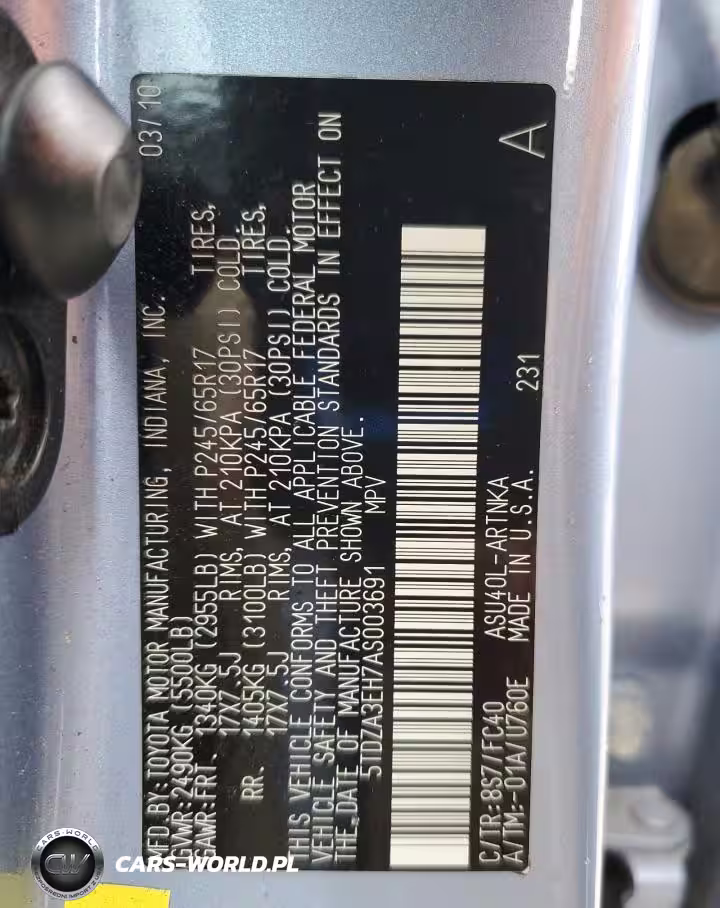 MFD BY: TOYOTA MOTOR MANUFACTURING, INDIANA, INC. 03/10
GVWR: 2490KG (5500LB)
GAWR: FRT. 1340KG (2955LB) WITH P245/65R17 TIRES,
17X7.5J RIMS, AT 210KPA (30PSI) COLD.
RR. 1405KG (3100LB) WITH P245/65R17 TIRES,
17X7.5J RIMS, AT 210KPA (30PSI) COLD.
THIS VEHICLE CONFORMS TO ALL APPLICABLE FEDERAL MOTOR
VEHICLE SAFETY AND THEFT PREVENTION STANDARDS IN EFFECT ON
THE DATE OF MANUFACTURE SHOWN ABOVE.
5TDZA3EH7AS003691 MPV
C/TR: 8S7/FC40 ASU40L-ARTNKA 231 A
A/TM: -01A/U760E MADE IN U.S.A.
CARS-WORLD.PL